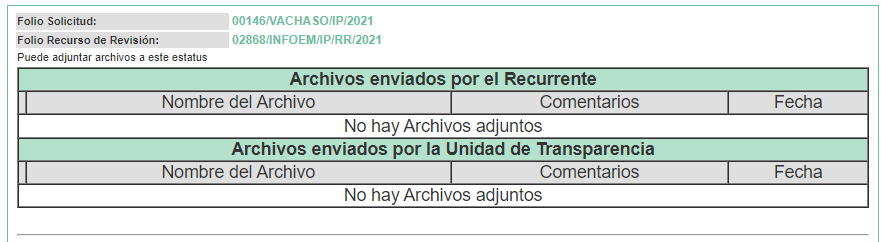 Folio Solicitud: 00146/VACHASO/IP/2021
Folio Recurso de Revisión: 02868/INFOEM/IP/RR/2021
Puede adjuntar archivos a este estatus
Archivos enviados por el Recurrente
Nombre del Archivo Comentarios Fecha
No hay Archivos adjuntos
Archivos enviados por la Unidad de Transparencia
Nombre del Archivo Comentarios Fecha
No hay Archivos adjuntos